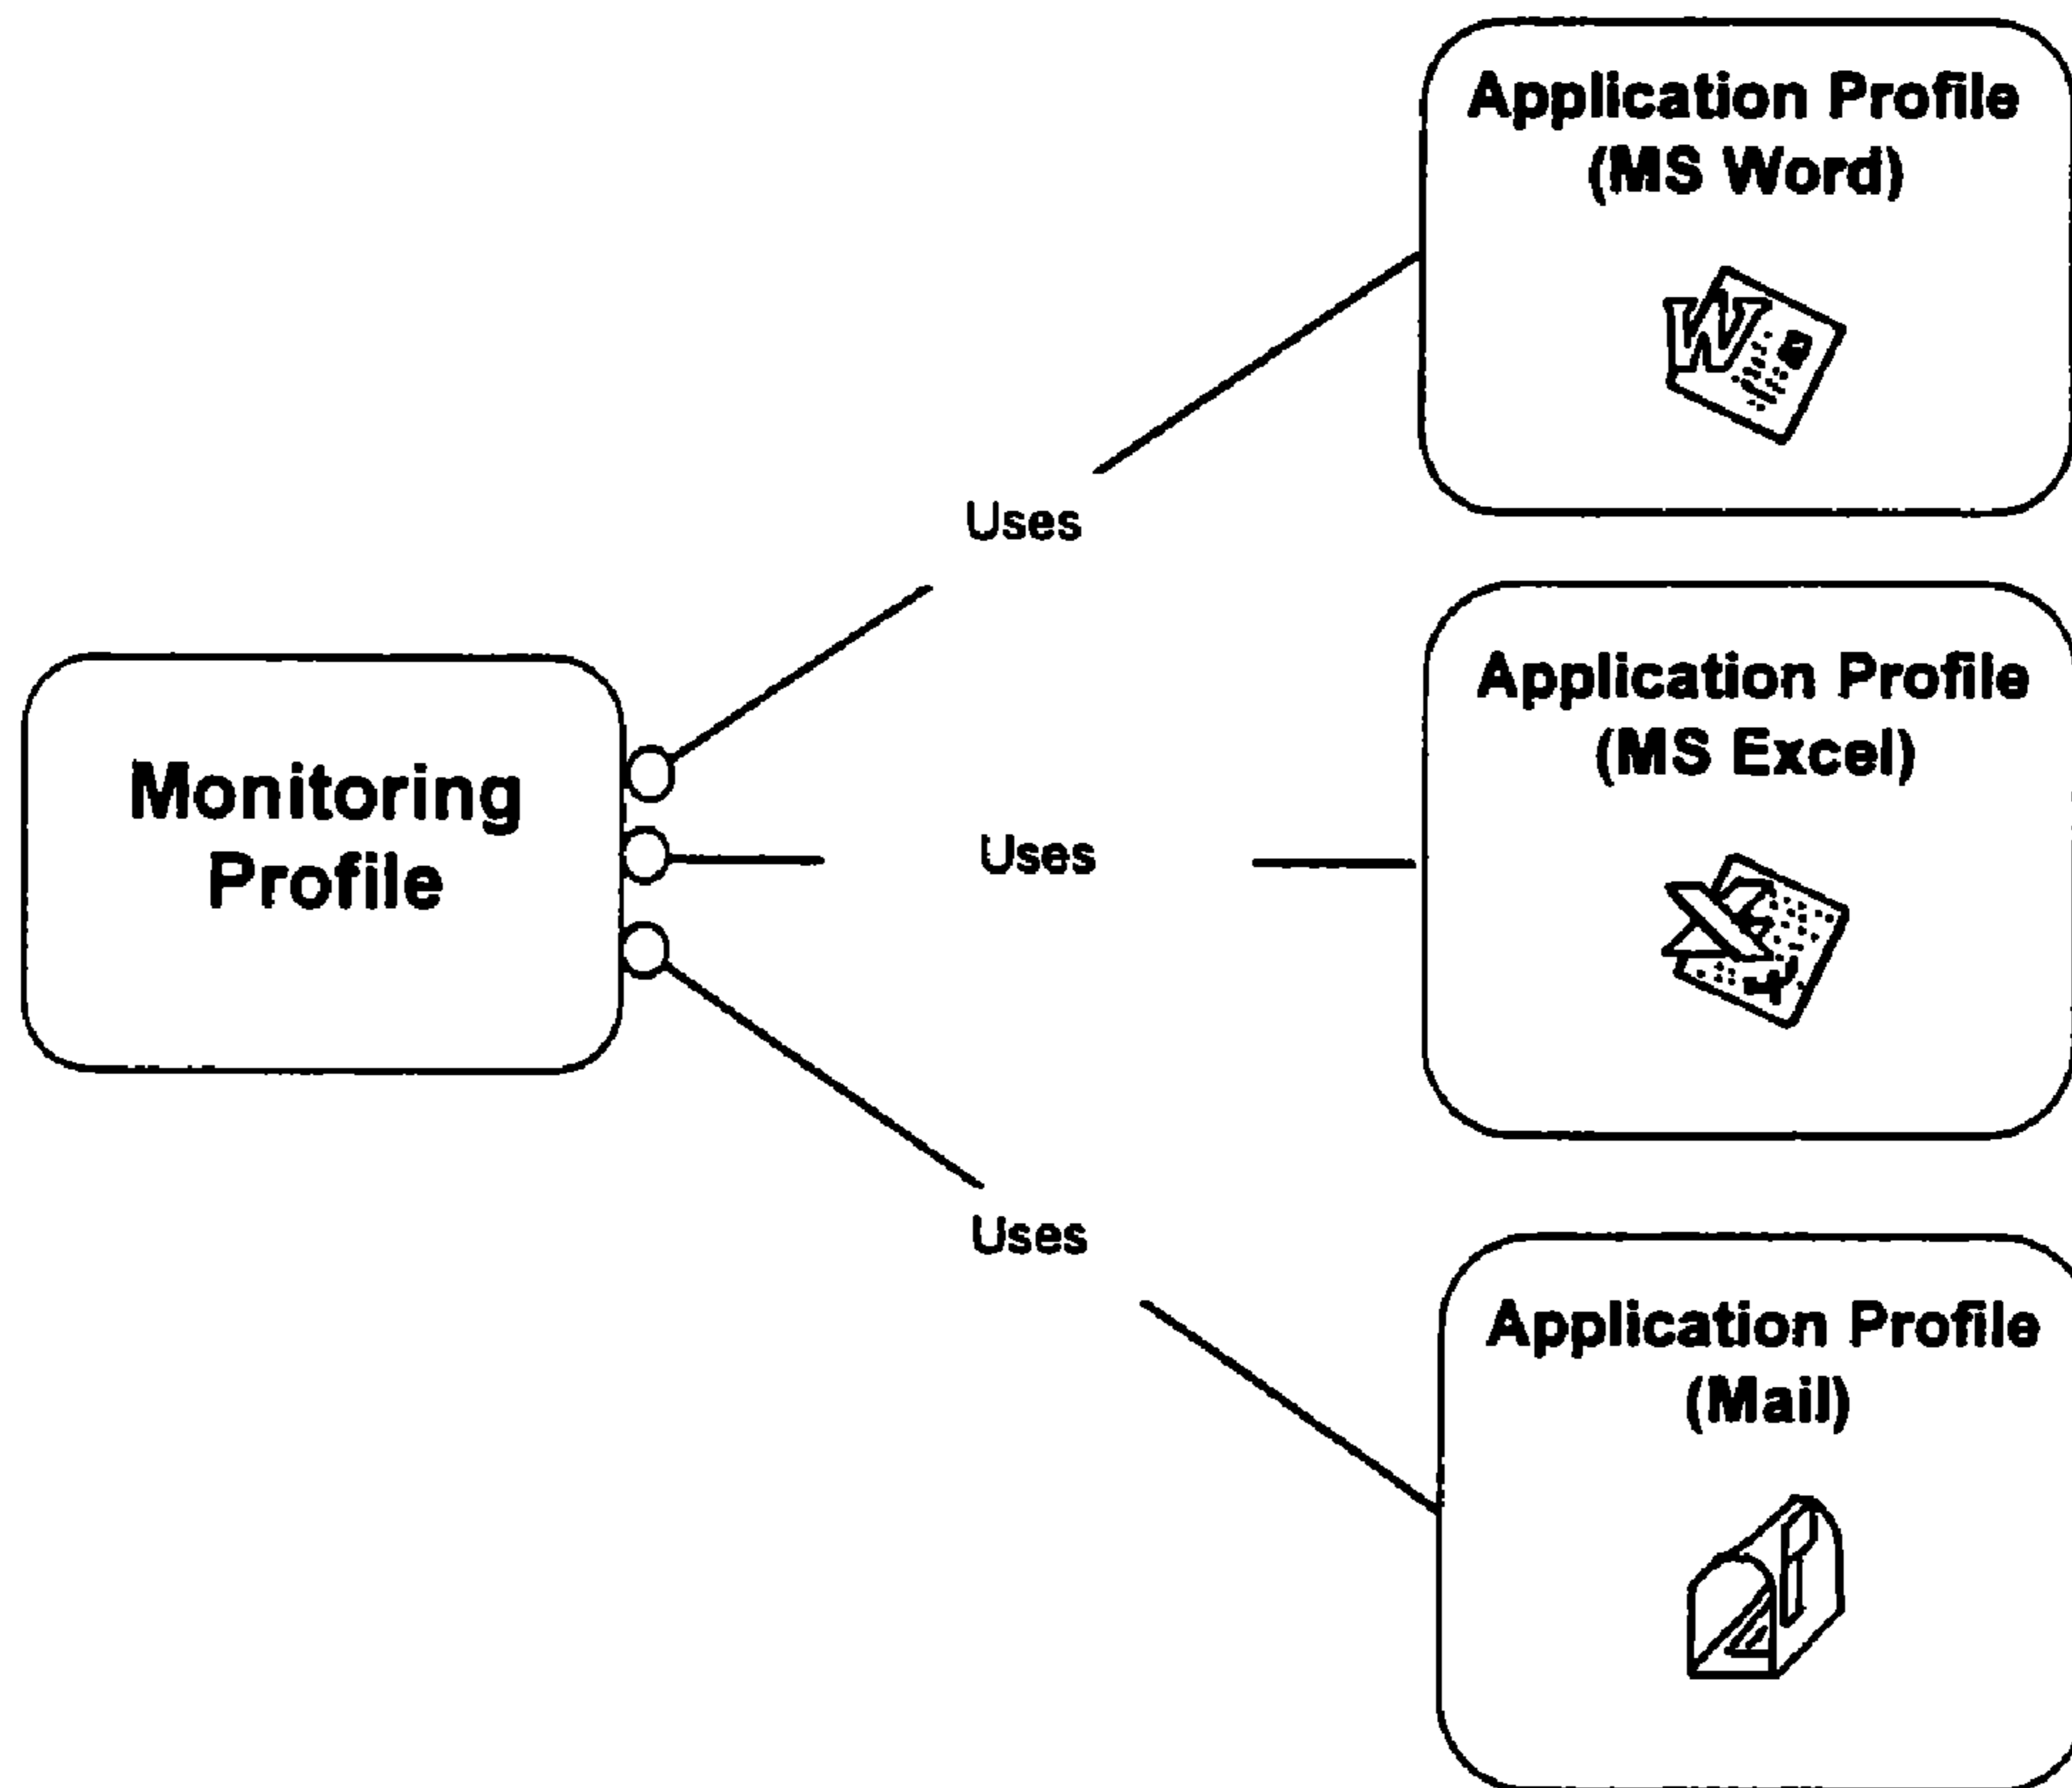 Application Profile
(MS Word)
Uses
Application Profile
(MS Excel)
Monitoring
Profile
Uses
Uses
Application Profile
(Mail)